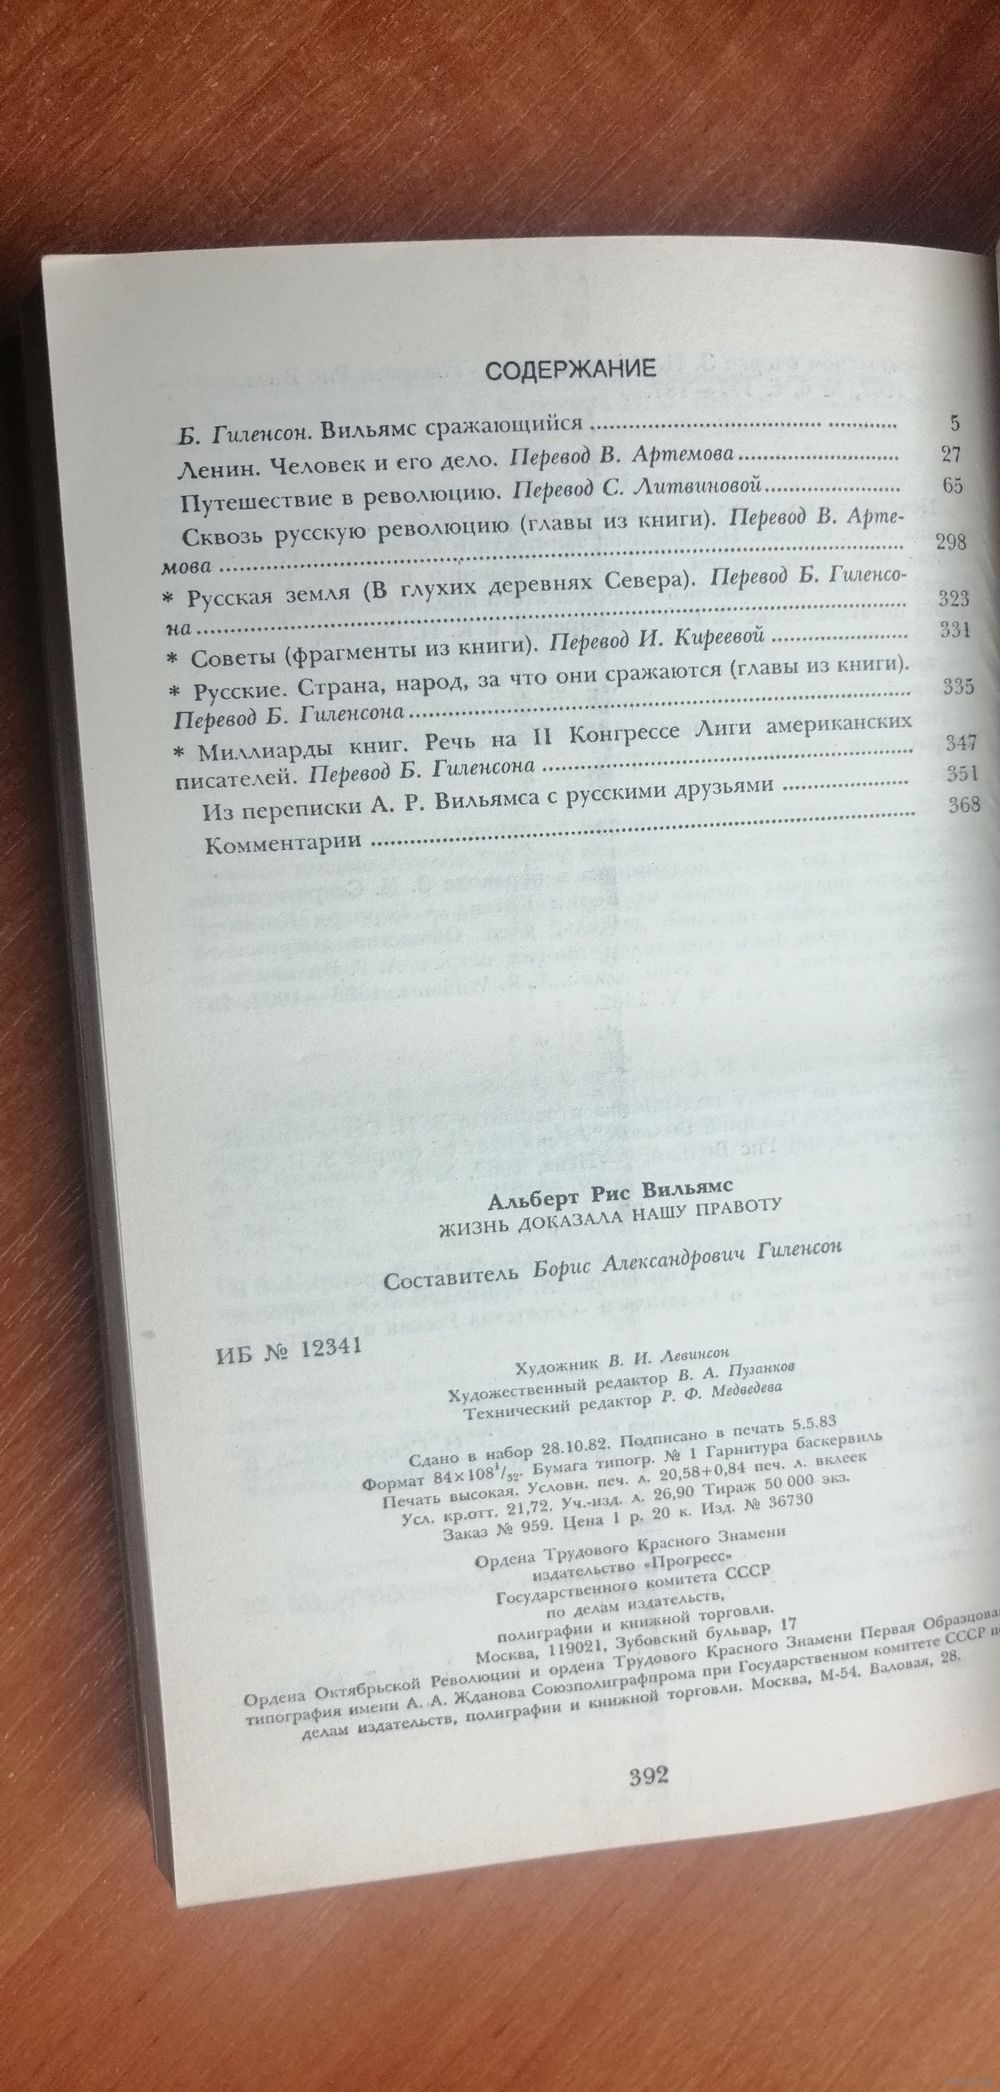 СОДЕРЖАНИЕ
Б. Гиленсон. Вильямс сражающийся ........................................ 5
Ленин. Человек и его дело. Перевод В. Артемова ........................ 27
Путешествие в революцию. Перевод С. Литвиновой .................... 65
Сквозь русскую революцию (главы из книги). Перевод В. Арте-
мова ........................................ 298
* Русская земля (В глухих деревнях Севера). Перевод Б. Гиленсо-
на ........................................ 323
* Советы (фрагменты из книги). Перевод И. Киреевой .................... 331
* Русские. Страна, народ, за что они сражаются (главы из книги).
Перевод Б. Гиленсона ........................................ 335
* Миллиарды книг. Речь на II Конгрессе Лиги американских
писателей. Перевод Б. Гиленсона ........................................ 347
Из переписки А. Р. Вильямса с русскими друзьями .................... 351
Комментарии ........................................ 368
Альберт Рис Вильямс
ЖИЗНЬ ДОКАЗАЛА НАШУ ПРАВОТУ
Составитель Борис Александрович Гиленсон
ИБ № 12341
Художник В. И. Левинсон
Художественный редактор В. А. Пузанков
Технический редактор Р. Ф. Медведева
Сдано в набор 28.10.82. Подписано в печать 5.5.83
Формат 84×108¹/₃₂. Бумага типогр. № 1 Гарнитура баскервиль
Печать высокая. Условн. печ. л. 20,58+0,84 печ. л. вклеек
Усл. кр.отт. 21,72. Уч.-изд. л. 26,90 Тираж 50 000 экз.
Заказ № 959. Цена 1 р. 20 к. Изд. № 36730
Ордена Трудового Красного Знамени
издательство «Прогресс»
Государственного комитета СССР
по делам издательств,
полиграфии и книжной торговли.
Москва, 119021, Зубовский бульвар, 17
Ордена Октябрьской Революции и ордена Трудового Красного Знамени Первая Образцова
типография имени А. А. Жданова Союзполиграфпрома при Государственном комитете СССР по
делам издательств, полиграфии и книжной торговли. Москва, М-54. Валовая, 28.
392